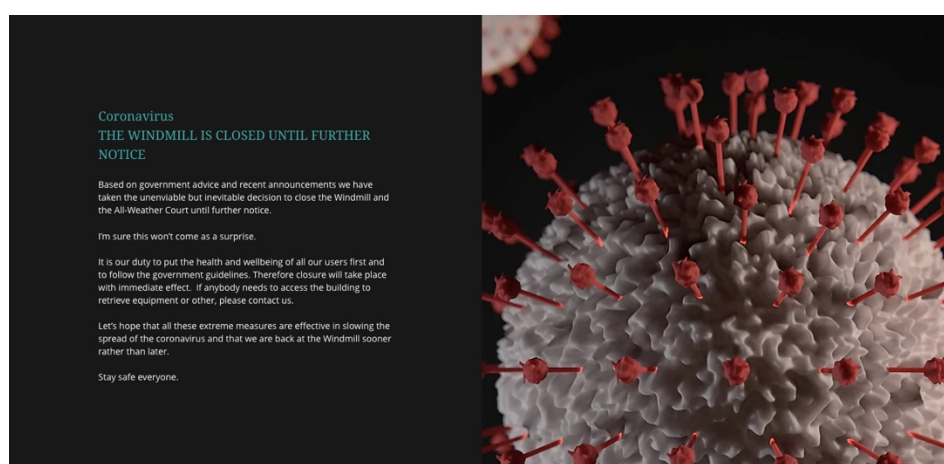 Coronavirus
THE WINDMILL IS CLOSED UNTIL FURTHER
NOTICE
Based on government advice and recent announcements we have
taken the unenviable but inevitable decision to close the Windmill and
the All-Weather Court until further notice.
I'm sure this won't come as a surprise.
It is our duty to put the health and wellbeing of all our users first and
to follow the government guidelines. Therefore closure will take place
with immediate effect.  If anybody needs to access the building to
retrieve equipment or other, please contact us.
Let's hope that all these extreme measures are effective in slowing the
spread of the coronavirus and that we are back at the Windmill sooner
rather than later.
Stay safe everyone.